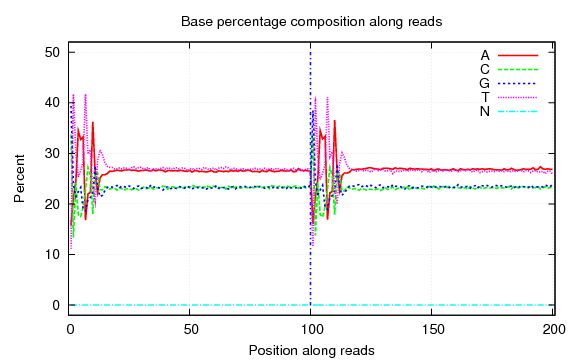 Base percentage composition along reads
50
40
30
20
10
0
Percent
A
C
G
T
N
0
50
100
150
200
Position along reads